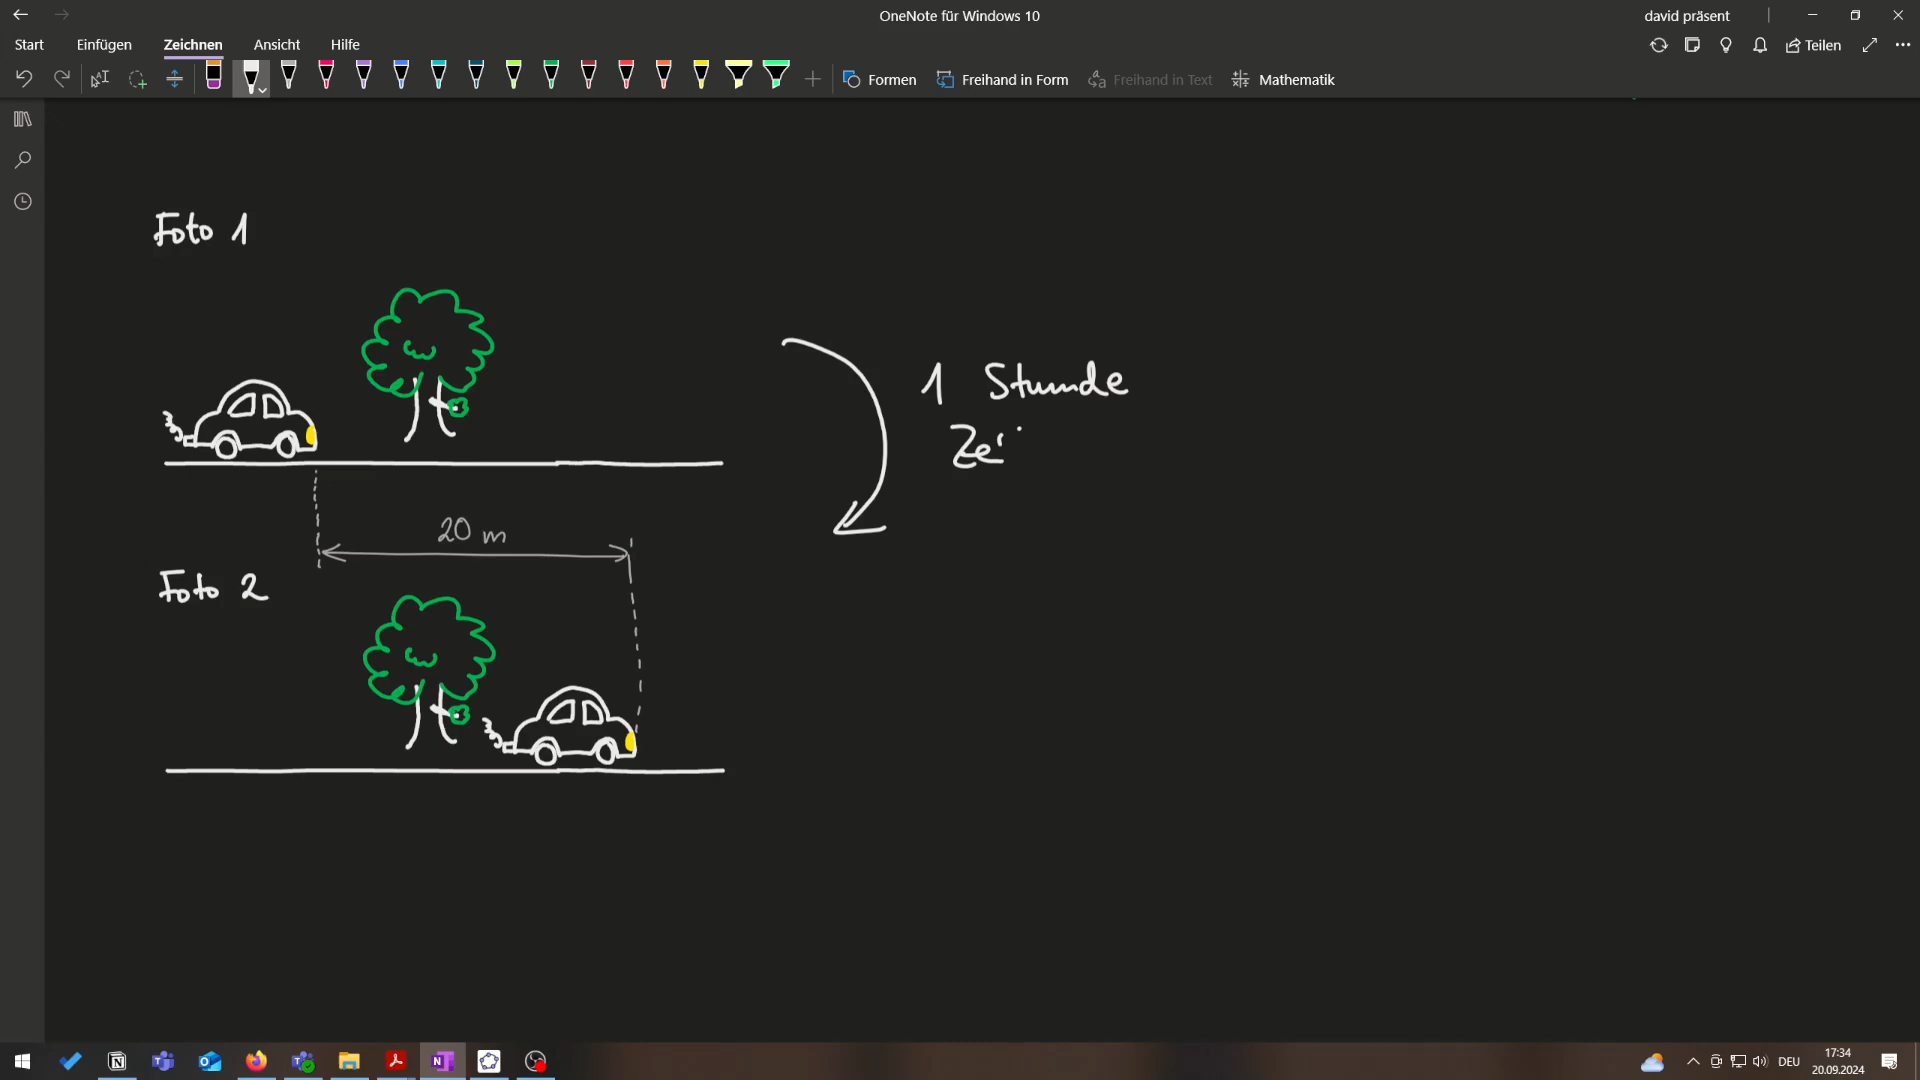 OneNote für Windows 10
david präsent
Start Einfügen Zeichnen Ansicht Hilfe
Teilen
Formen Freihand in Form Freihand in Text Mathematik
Foto 1
1 Stunde
Zei
20 m
Foto 2
DEU
17:34
20.09.2024